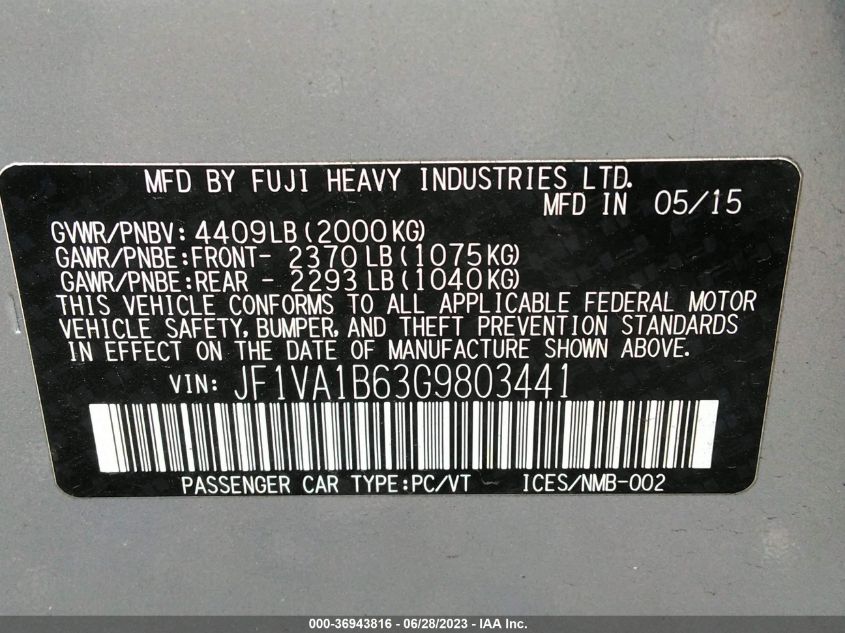 MFD BY FUJI HEAVY INDUSTRIES LTD.
MFD IN 05/15
GVWR/PNBV: 4409LB(2000KG)
GAWR/PNBE:FRONT- 2370LB(1075KG)
GAWR/PNBE:REAR - 2293LB(1040KG)
THIS VEHICLE CONFORMS TO ALL APPLICABLE FEDERAL MOTOR
VEHICLE SAFETY, BUMPER, AND THEFT PREVENTION STANDARDS
IN EFFECT ON THE DATE OF MANUFACTURE SHOWN ABOVE.
VIN: JF1VA1B63G9803441
PASSENGER CAR TYPE:PC/VT ICES/NMB-002
000-36943816 - 06/28/2023 - IAA Inc.